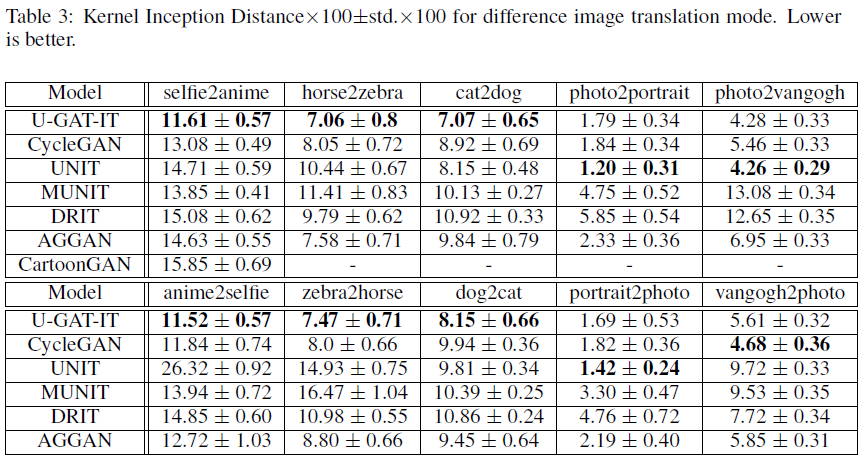 Table 3: Kernel Inception Distance×100±std.×100 for difference image translation mode. Lower
is better.
Model selfie2anime horse2zebra cat2dog photo2portrait photo2vangogh
U-GAT-IT 11.61 ± 0.57 7.06 ± 0.8 7.07 ± 0.65 1.79 ± 0.34 4.28 ± 0.33
CycleGAN 13.08 ± 0.49 8.05 ± 0.72 8.92 ± 0.69 1.84 ± 0.34 5.46 ± 0.33
UNIT 14.71 ± 0.59 10.44 ± 0.67 8.15 ± 0.48 1.20 ± 0.31 4.26 ± 0.29
MUNIT 13.85 ± 0.41 11.41 ± 0.83 10.13 ± 0.27 4.75 ± 0.52 13.08 ± 0.34
DRIT 15.08 ± 0.62 9.79 ± 0.62 10.92 ± 0.33 5.85 ± 0.54 12.65 ± 0.35
AGGAN 14.63 ± 0.55 7.58 ± 0.71 9.84 ± 0.79 2.33 ± 0.36 6.95 ± 0.33
CartoonGAN 15.85 ± 0.69 - - - -
Model anime2selfie zebra2horse dog2cat portrait2photo vangogh2photo
U-GAT-IT 11.52 ± 0.57 7.47 ± 0.71 8.15 ± 0.66 1.69 ± 0.53 5.61 ± 0.32
CycleGAN 11.84 ± 0.74 8.0 ± 0.66 9.94 ± 0.36 1.82 ± 0.36 4.68 ± 0.36
UNIT 26.32 ± 0.92 14.93 ± 0.75 9.81 ± 0.34 1.42 ± 0.24 9.72 ± 0.33
MUNIT 13.94 ± 0.72 16.47 ± 1.04 10.39 ± 0.25 3.30 ± 0.47 9.53 ± 0.35
DRIT 14.85 ± 0.60 10.98 ± 0.55 10.86 ± 0.24 4.76 ± 0.72 7.72 ± 0.34
AGGAN 12.72 ± 1.03 8.80 ± 0.66 9.45 ± 0.64 2.19 ± 0.40 5.85 ± 0.31